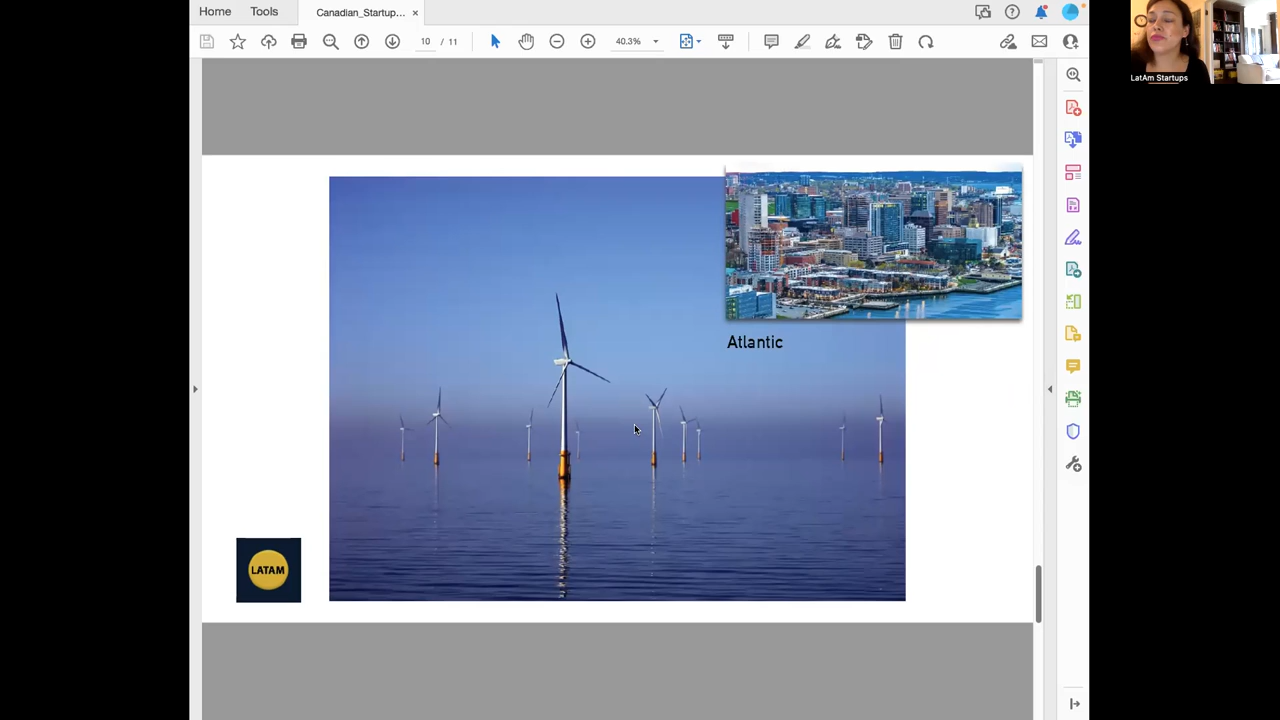 Home
Tools
Canadian_Startup...
10 / 11
40.3%
LatAm Startups
Atlantic
LATAM